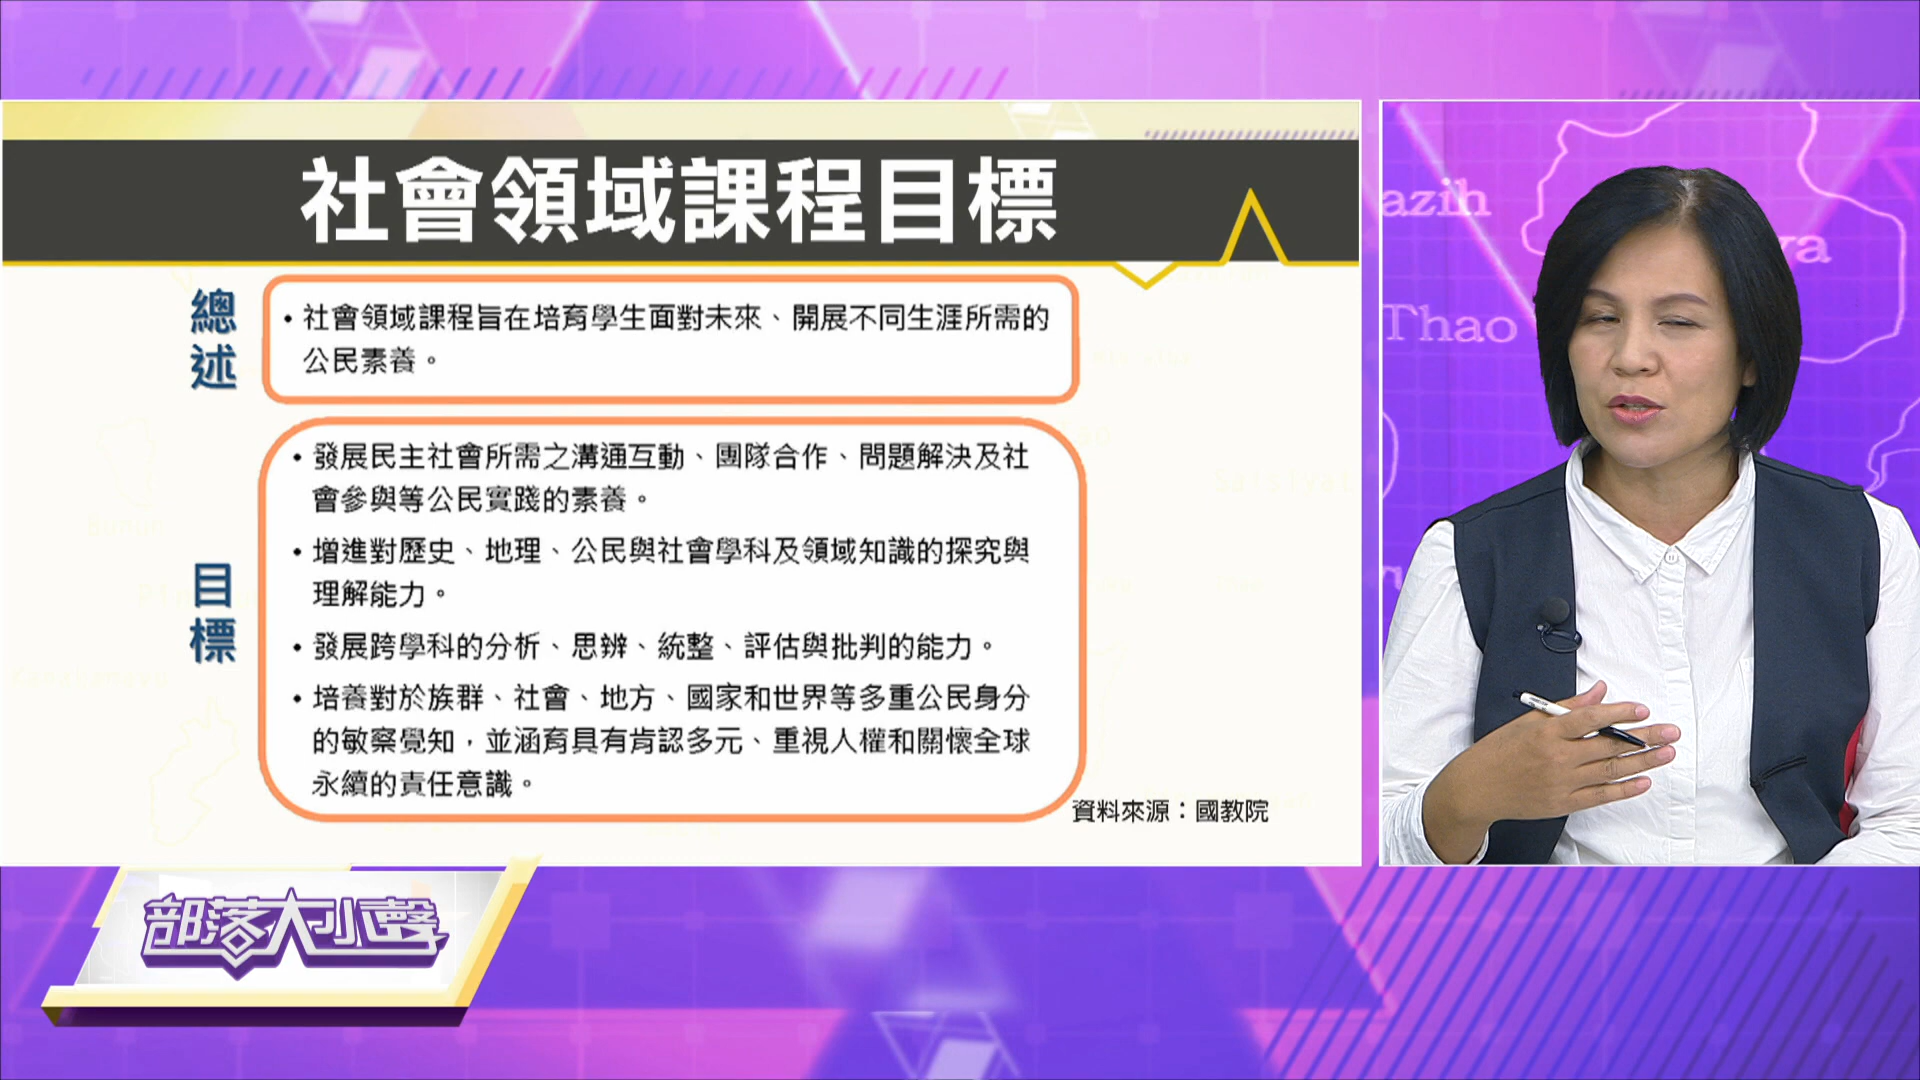 社會領域課程目標
總述
• 社會領域課程旨在培育學生面對未來、開展不同生涯所需的
公民素養。
目標
• 發展民主社會所需之溝通互動、團隊合作、問題解決及社
會參與等公民實踐的素養。
• 增進對歷史、地理、公民與社會學科及領域知識的探究與
理解能力。
• 發展跨學科的分析、思辨、統整、評估與批判的能力。
• 培養對於族群、社會、地方、國家和世界等多重公民身分
的敏察覺知，並涵育具有肯認多元、重視人權和關懷全球
永續的責任意識。
資料來源：國教院
azih
ya
Thao
部落大小聲